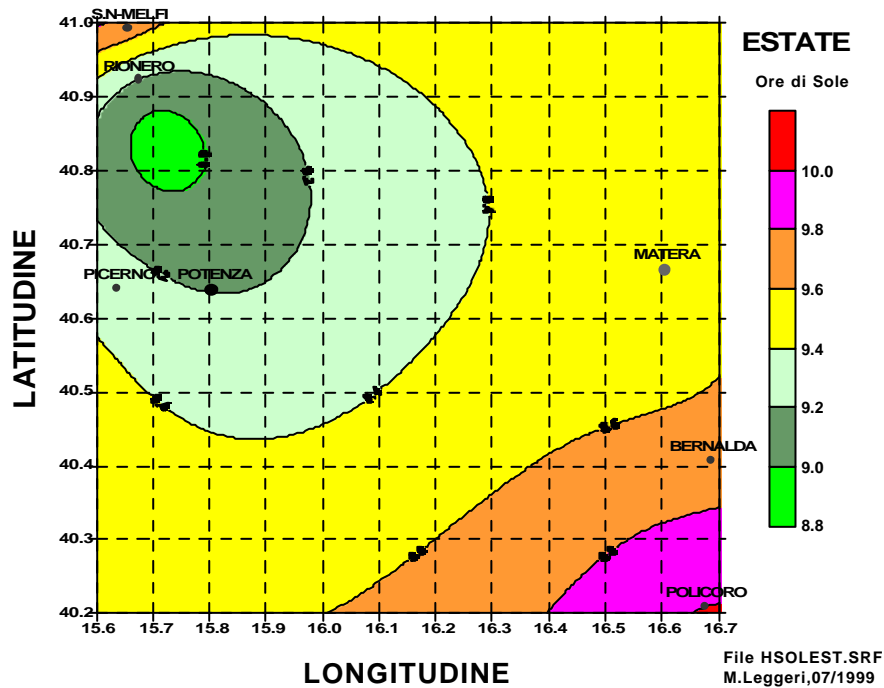 S.N-MELFI
41.0
ESTATE
RIONERO
Ore di Sole
40.9
40.8
10.0
9.8
40.7
MATERA
PICERNO
POTENZA
9.6
40.6
9.4
40.5
9.2
BERNALDA
40.4
9.0
40.3
8.8
POLICORO
40.2
15.6 15.7 15.8 15.9 16.0 16.1 16.2 16.3 16.4 16.5 16.6 16.7
LATITUDINE
LONGITUDINE
File HSOLEST.SRF
M.Leggeri,07/1999